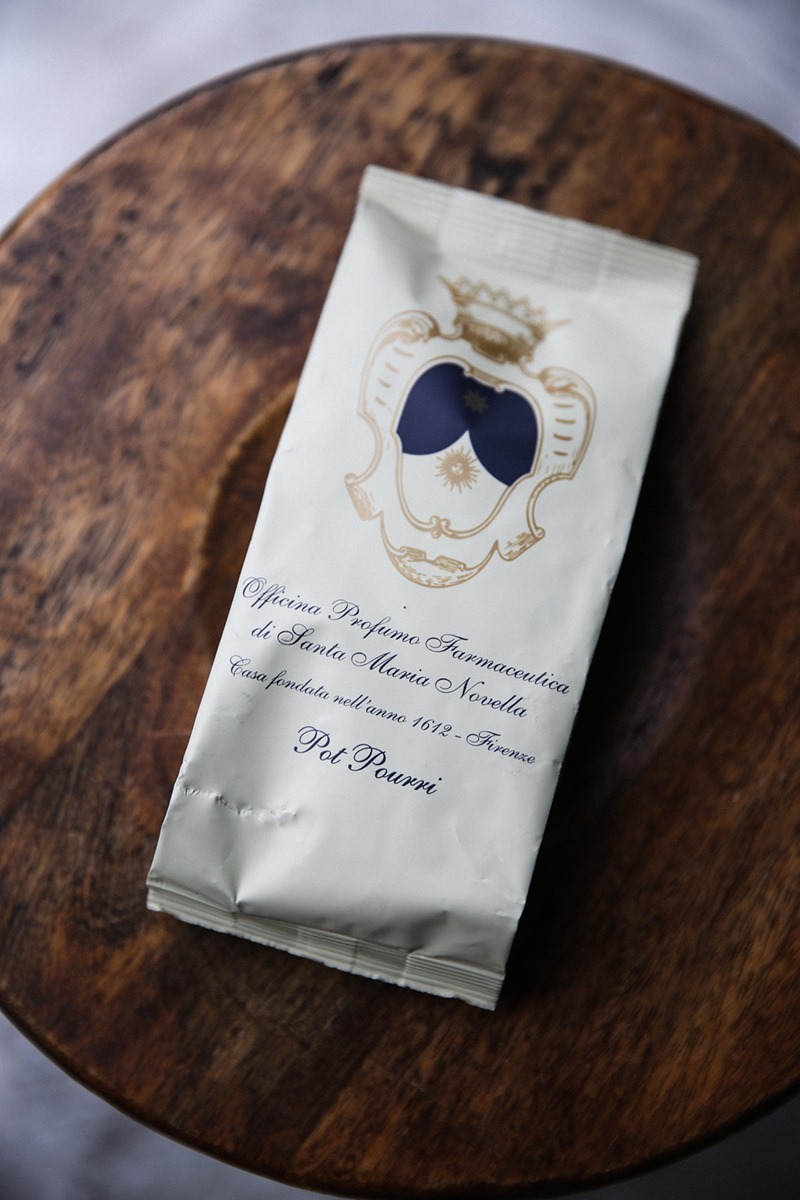 Officina Profumo Farmaceutica
di Santa Maria Novella
Casa fondata nell'anno 1612 - Firenze
Pot Pourri